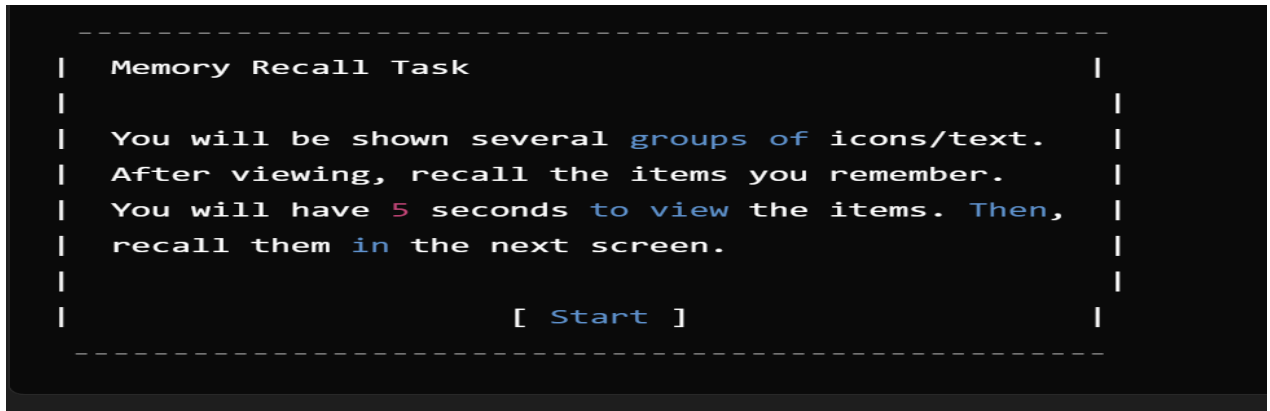 Memory Recall Task
You will be shown several groups of icons/text.
After viewing, recall the items you remember.
You will have 5 seconds to view the items. Then,
recall them in the next screen.
[ Start ]